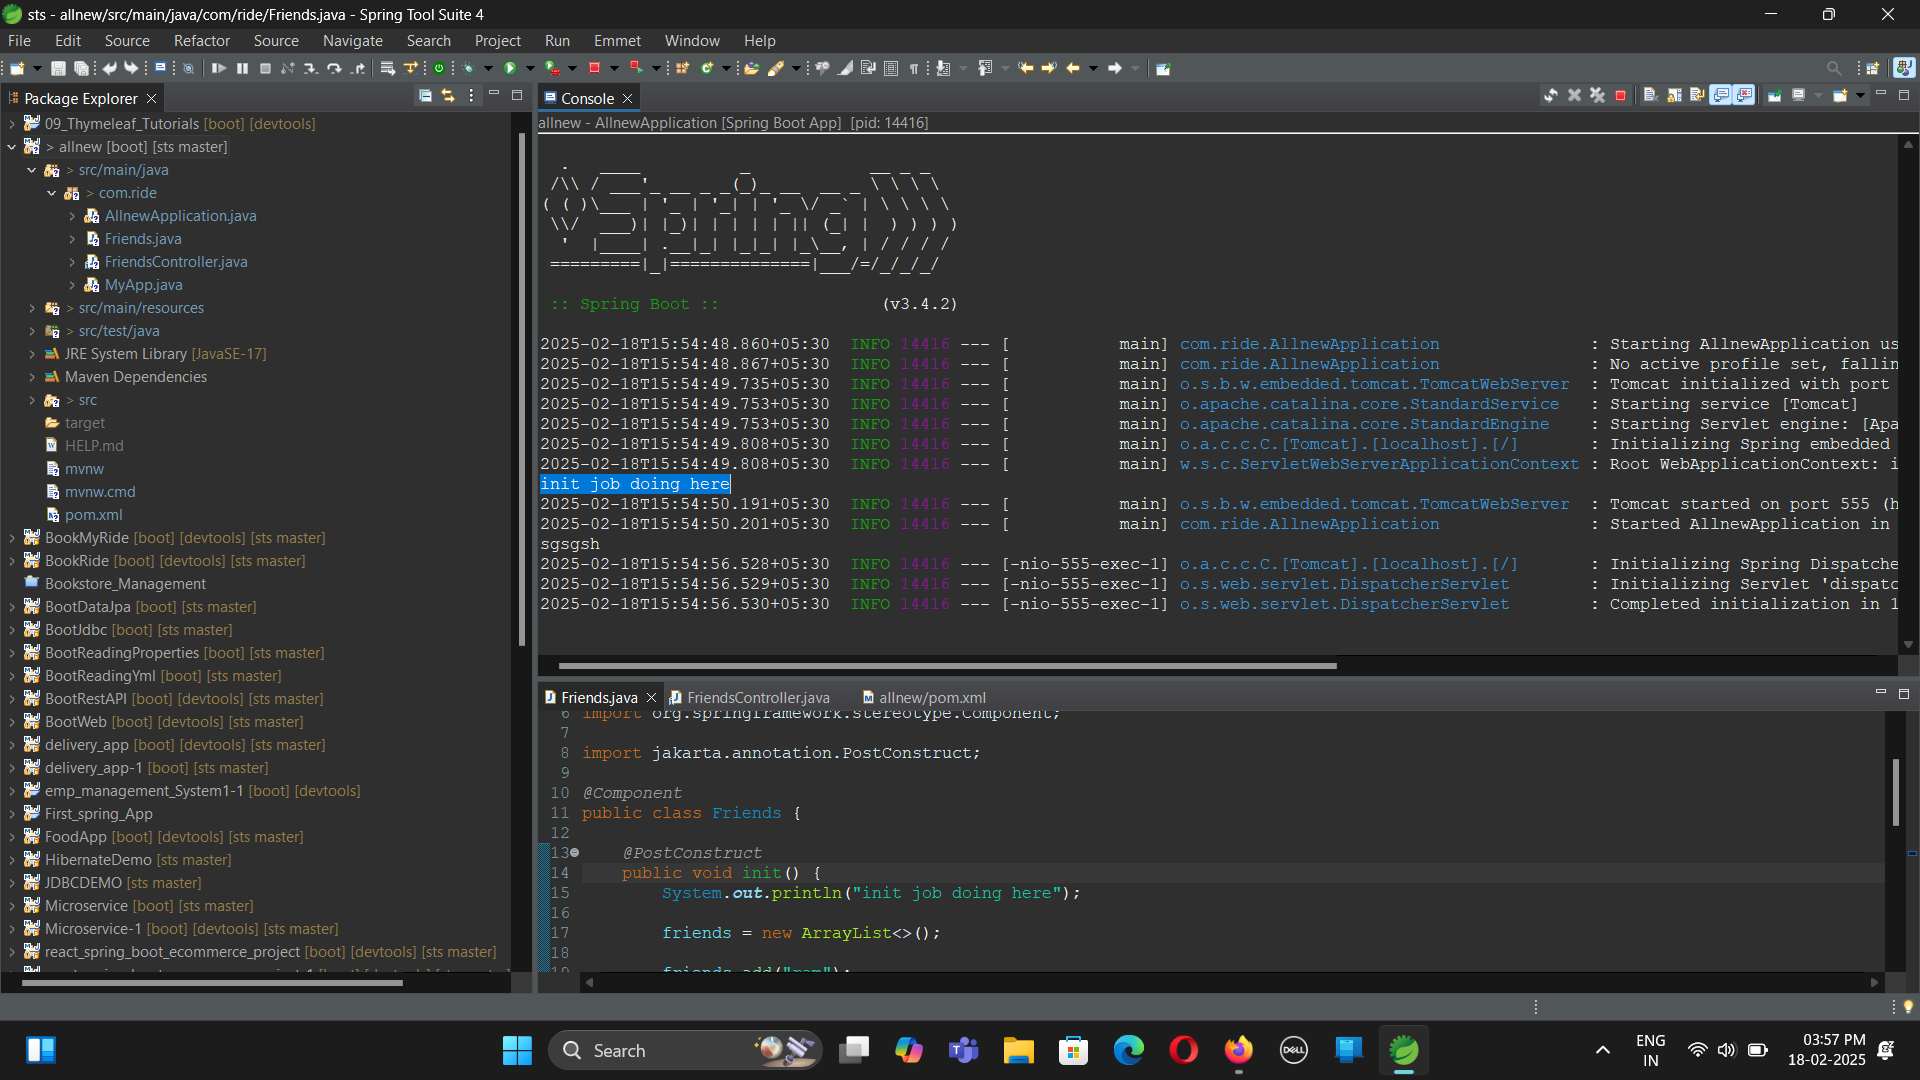 sts - allnew/src/main/java/com/ride/Friends.java - Spring Tool Suite 4
File Edit Source Refactor Source Navigate Search Project Run Emmet Window Help
Package Explorer
09_Thymeleaf_Tutorials [boot] [devtools]
> allnew [boot] [sts master]
> src/main/java
> com.ride
AllnewApplication.java
Friends.java
FriendsController.java
MyApp.java
> src/main/resources
> src/test/java
JRE System Library [JavaSE-17]
Maven Dependencies
> src
target
HELP.md
mvnw
mvnw.cmd
pom.xml
BookMyRide [boot] [devtools] [sts master]
BookRide [boot] [devtools] [sts master]
Bookstore_Management
BootDataJpa [boot] [sts master]
BootJdbc [boot] [sts master]
BootReadingProperties [boot] [sts master]
BootReadingYml [boot] [sts master]
BootRestAPI [boot] [devtools] [sts master]
BootWeb [boot] [devtools] [sts master]
delivery_app [boot] [devtools] [sts master]
delivery_app-1 [boot] [sts master]
emp_management_System1-1 [boot] [devtools]
First_spring_App
FoodApp [boot] [devtools] [sts master]
HibernateDemo [sts master]
JDBCDEMO [sts master]
Microservice [boot] [sts master]
Microservice-1 [boot] [devtools] [sts master]
react_spring_boot_ecommerce_project [boot] [devtools] [sts master]
Console
allnew - AllnewApplication [Spring Boot App] [pid: 14416]
Spring
:: Spring Boot :: (v3.4.2)
2025-02-18T15:54:48.860+05:30 INFO 14416 --- [ main] com.ride.AllnewApplication : Starting AllnewApplication us
2025-02-18T15:54:48.867+05:30 INFO 14416 --- [ main] com.ride.AllnewApplication : No active profile set, fallin
2025-02-18T15:54:49.735+05:30 INFO 14416 --- [ main] o.s.b.w.embedded.tomcat.TomcatWebServer : Tomcat initialized with port
2025-02-18T15:54:49.753+05:30 INFO 14416 --- [ main] o.apache.catalina.core.StandardService : Starting service [Tomcat]
2025-02-18T15:54:49.753+05:30 INFO 14416 --- [ main] o.apache.catalina.core.StandardEngine : Starting Servlet engine: [Apa
2025-02-18T15:54:49.808+05:30 INFO 14416 --- [ main] o.a.c.c.C.[Tomcat].[localhost].[/] : Initializing Spring embedded
2025-02-18T15:54:49.808+05:30 INFO 14416 --- [ main] w.s.c.ServletWebServerApplicationContext : Root WebApplicationContext: i
init job doing here
2025-02-18T15:54:50.191+05:30 INFO 14416 --- [ main] o.s.b.w.embedded.tomcat.TomcatWebServer : Tomcat started on port 555 (h
2025-02-18T15:54:50.201+05:30 INFO 14416 --- [ main] com.ride.AllnewApplication : Started AllnewApplication in
sgsgsh
2025-02-18T15:54:56.528+05:30 INFO 14416 --- [-nio-555-exec-1] o.a.c.c.C.[Tomcat].[localhost].[/] : Initializing Spring Dispatche
2025-02-18T15:54:56.529+05:30 INFO 14416 --- [-nio-555-exec-1] o.s.web.servlet.DispatcherServlet : Initializing Servlet 'dispatc
2025-02-18T15:54:56.530+05:30 INFO 14416 --- [-nio-555-exec-1] o.s.web.servlet.DispatcherServlet : Completed initialization in 1
Friends.java FriendsController.java allnew/pom.xml
6 import org.springframework.stereotype.Component;
7
8 import jakarta.annotation.PostConstruct;
9
10 @Component
11 public class Friends {
12
13 @PostConstruct
14 public void init() {
15 System.out.println("init job doing here");
16
17 friends = new ArrayList<>();
18
19 friends.add("ram");
Search
DELL
ENG
IN
03:57 PM
18-02-2025